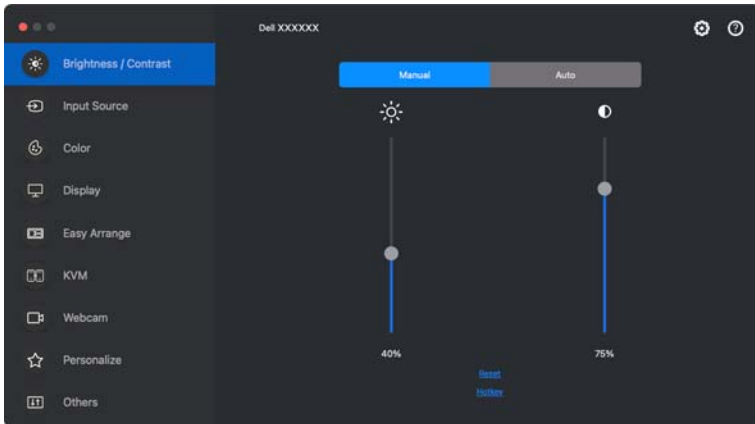 Dell XXXXXX
Brightness / Contrast
Input Source
Color
Display
Easy Arrange
KVM
Webcam
Personalize
Others
Manual
Auto
40%
75%
Reset
Hotkey